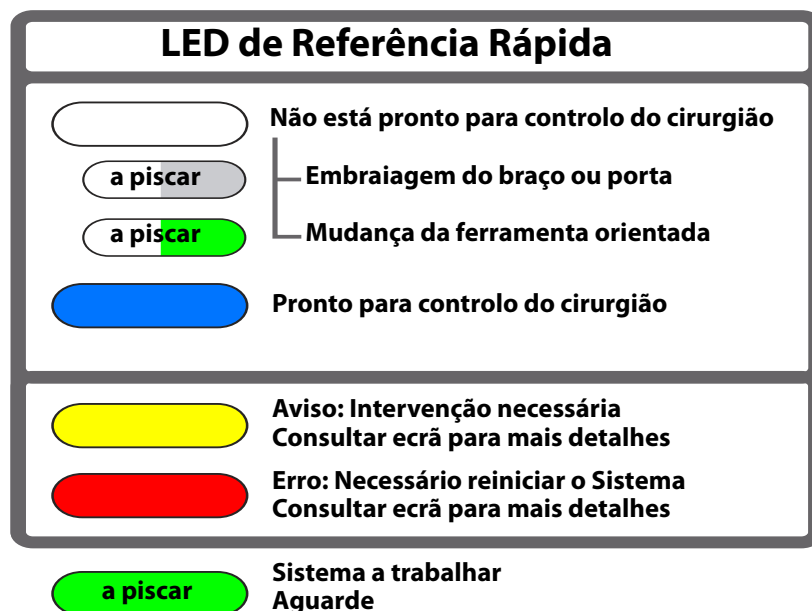 LED de Referência Rápida
Não está pronto para controlo do cirurgião
a piscar
Embraiagem do braço ou porta
a piscar
Mudança da ferramenta orientada
Pronto para controlo do cirurgião
Aviso: Intervenção necessária
Consultar ecrã para mais detalhes
Erro: Necessário reiniciar o Sistema
Consultar ecrã para mais detalhes
a piscar
Sistema a trabalhar
Aguarde